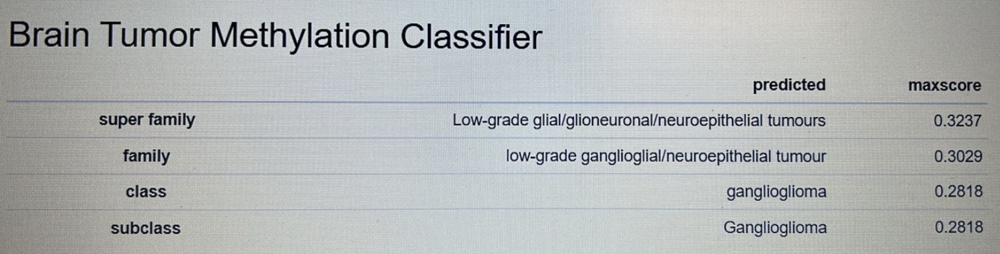 Brain Tumor Methylation Classifier
predicted maxscore
super family Low-grade glial/glioneuronal/neuroepithelial tumours 0.3237
family low-grade ganglioglial/neuroepithelial tumour 0.3029
class ganglioglioma 0.2818
subclass Ganglioglioma 0.2818